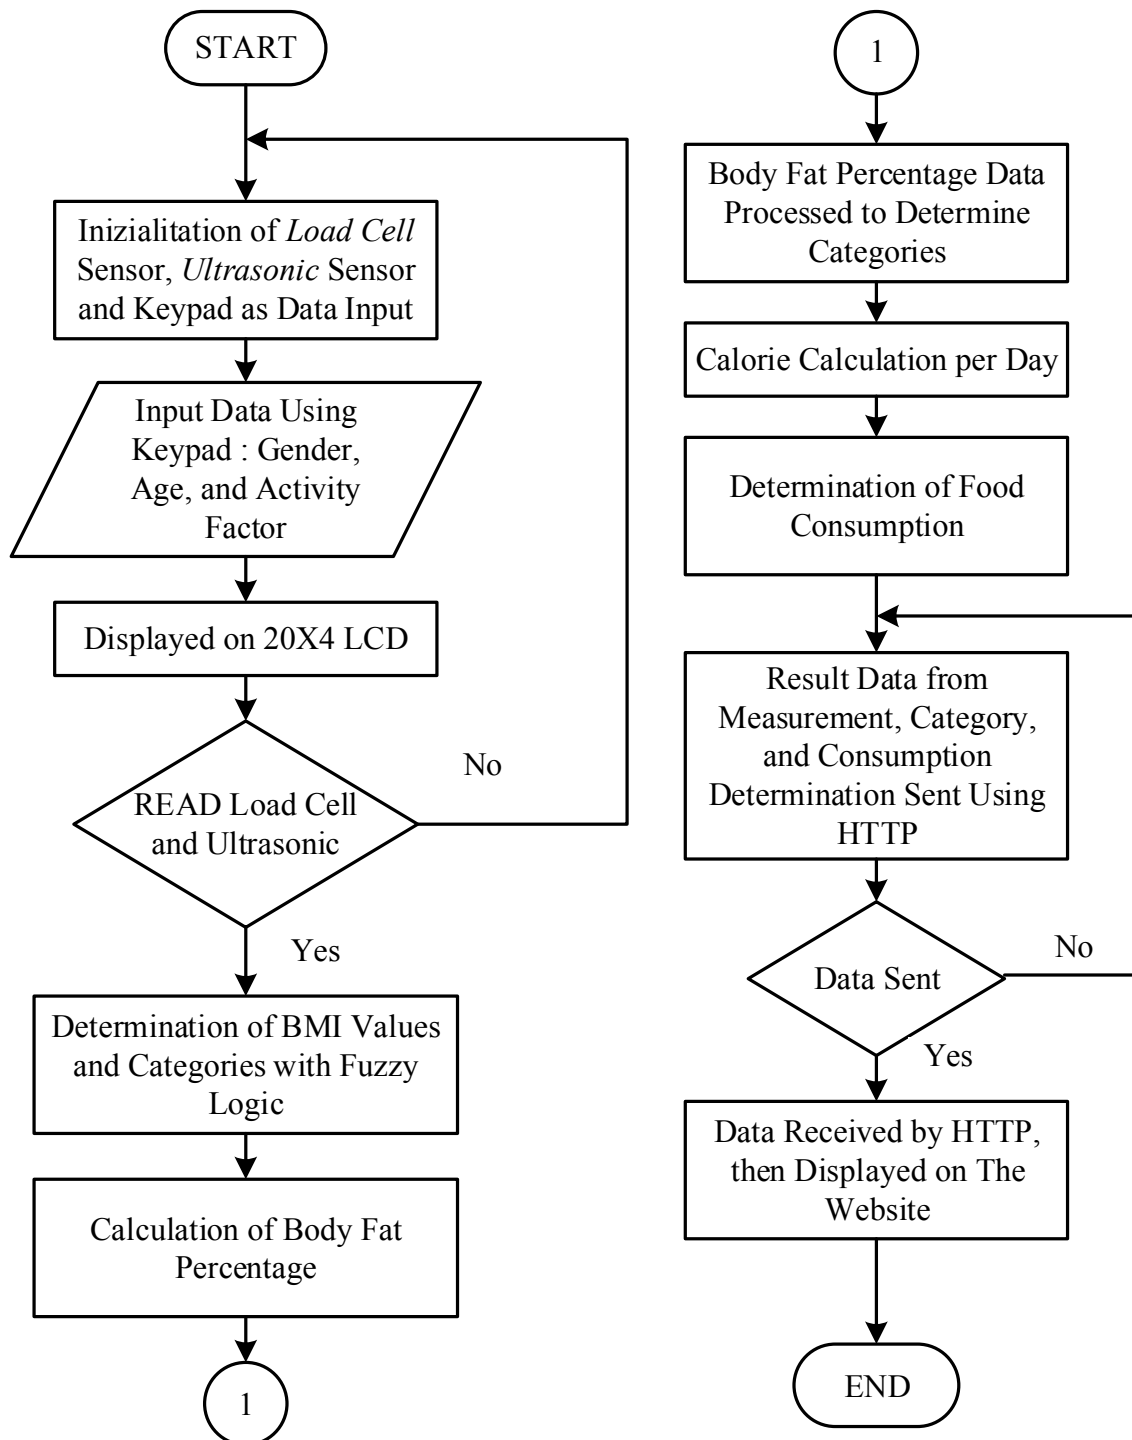 START
Inizialitation of Load Cell
Sensor, Ultrasonic Sensor
and Keypad as Data Input
Input Data Using
Keypad : Gender,
Age, and Activity
Factor
Displayed on 20X4 LCD
READ Load Cell
and Ultrasonic
No
Yes
Determination of BMI Values
and Categories with Fuzzy
Logic
Calculation of Body Fat
Percentage
1
1
Body Fat Percentage Data
Processed to Determine
Categories
Calorie Calculation per Day
Determination of Food
Consumption
Result Data from
Measurement, Category,
and Consumption
Determination Sent Using
HTTP
Data Sent
No
Yes
Data Received by HTTP,
then Displayed on The
Website
END